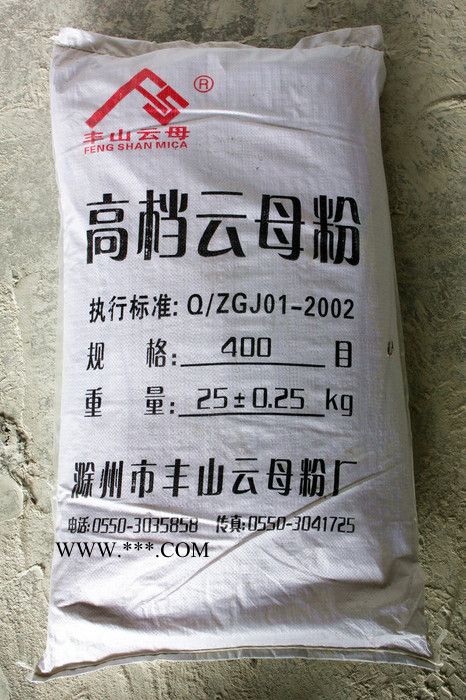 ®
丰山云母
FENG SHAN MICA
高档云母粉
执行标准: Q/ZGJ01-2002
规 格: 400 目
重 量: 25±0.25 kg
滁州市丰山云母粉厂
电话:0550-3035858 传真:0550-3041725
WWW.***.COM